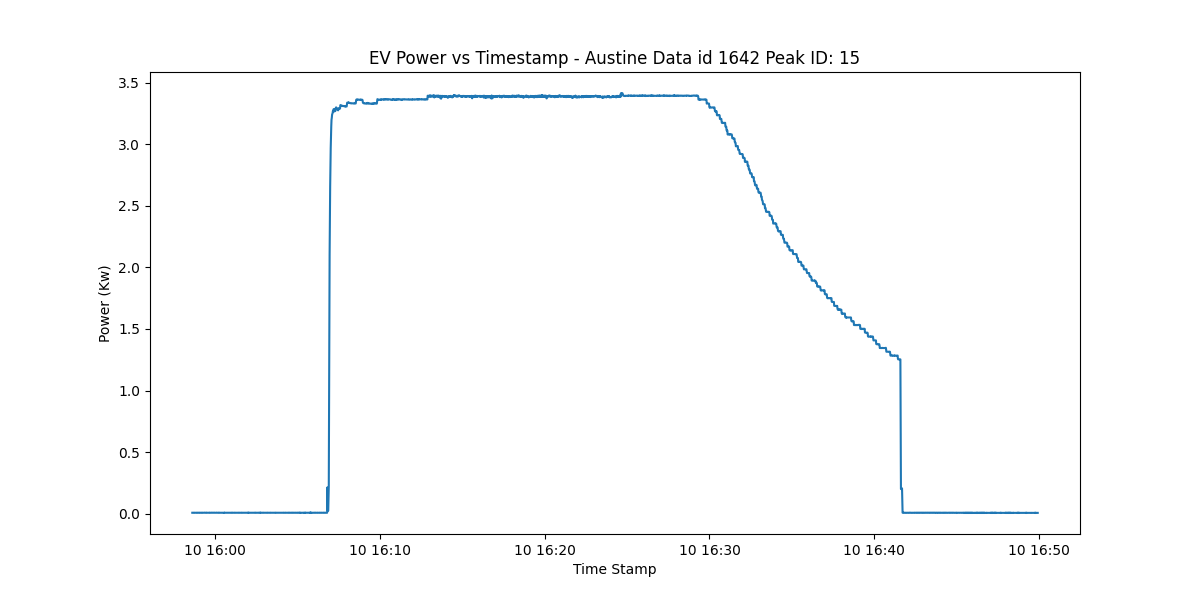 EV Power vs Timestamp - Austine Data id 1642 Peak ID: 15
3.5
3.0
2.5
2.0
1.5
1.0
0.5
0.0
Power (Kw)
10 16:00 10 16:10 10 16:20 10 16:30 10 16:40 10 16:50
Time Stamp